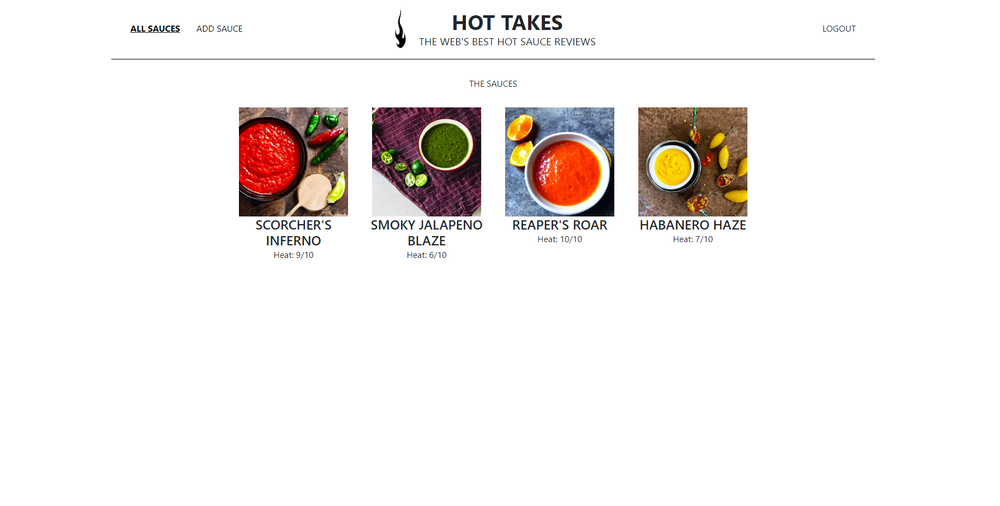 ALL SAUCES
ADD SAUCE
HOT TAKES
THE WEB'S BEST HOT SAUCE REVIEWS
LOGOUT
THE SAUCES
SCORCHER'S
INFERNO
Heat: 9/10
SMOKY JALAPENO
BLAZE
Heat: 6/10
REAPER'S ROAR
Heat: 10/10
HABANERO HAZE
Heat: 7/10